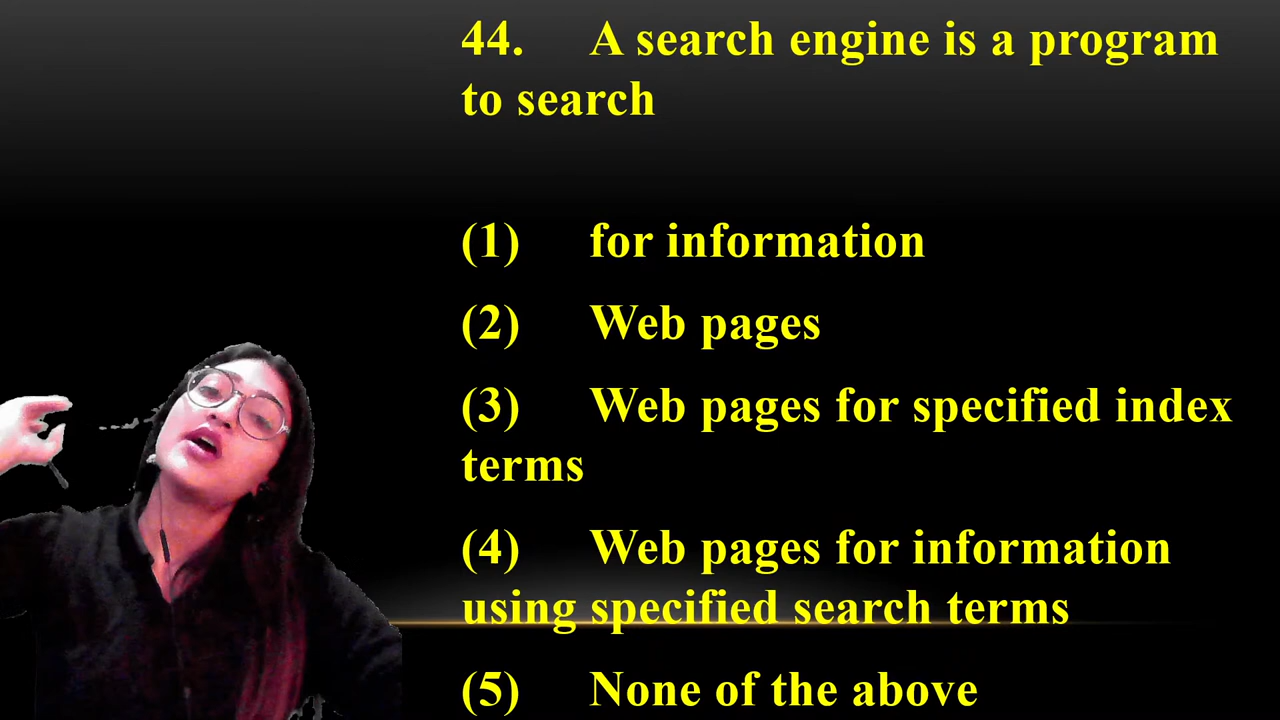 44. A search engine is a program
to search
(1) for information
(2) Web pages
(3) Web pages for specified index
terms
(4) Web pages for information
using specified search terms
(5) None of the above